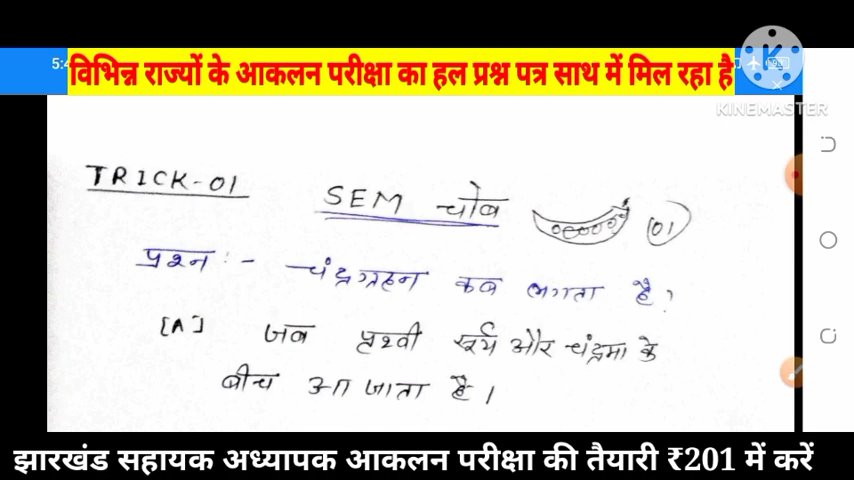 विभिन्न राज्यों के आकलन परीक्षा का हल प्रश्न पत्र साथ में मिल रहा है
KINEMASTER
TRICK-01
SEM चोब
01
प्रश्न :- चंद्रग्रहन कब लगता है?
[A] जब पृथ्वी सूर्य और चंद्रमा के
बीच आ जाता है।
झारखंड सहायक अध्यापक आकलन परीक्षा की तैयारी ₹201 में करें